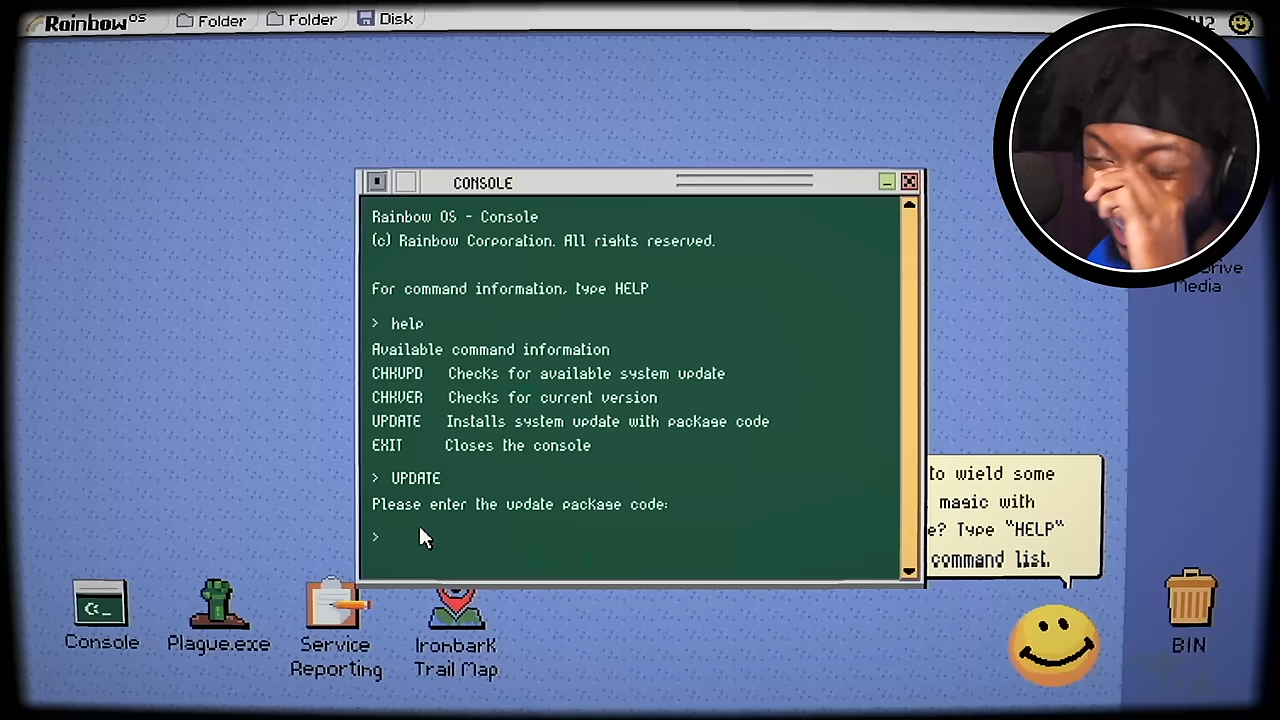 Rainbow OS
Folder
Folder
Disk
CONSOLE
Rainbow OS - Console
(c) Rainbow Corporation. All rights reserved.
For command information, type HELP
> help
Available command information
CHKUPD Checks for available system update
CHKVER Checks for current version
UPDATE Installs system update with package code
EXIT Closes the console
> UPDATE
Please enter the update package code:
>
to wield some
magic with
e? Type "HELP"
command list.
Media
Console
Plague.exe
Service
Reporting
Ironbark
Trail Map
BIN